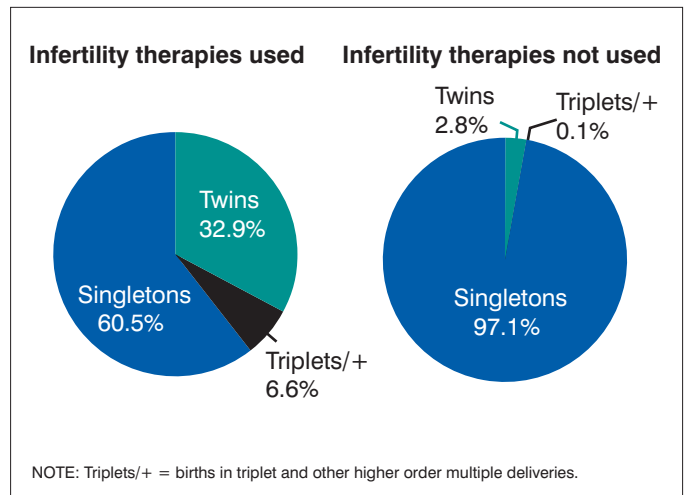 Infertility therapies used
Twins
32.9%
Singletons
60.5%
Triplets/+
6.6%
Infertility therapies not used
Twins
2.8%
Triplets/+
0.1%
Singletons
97.1%
NOTE: Triplets/+ = births in triplet and other higher order multiple deliveries.